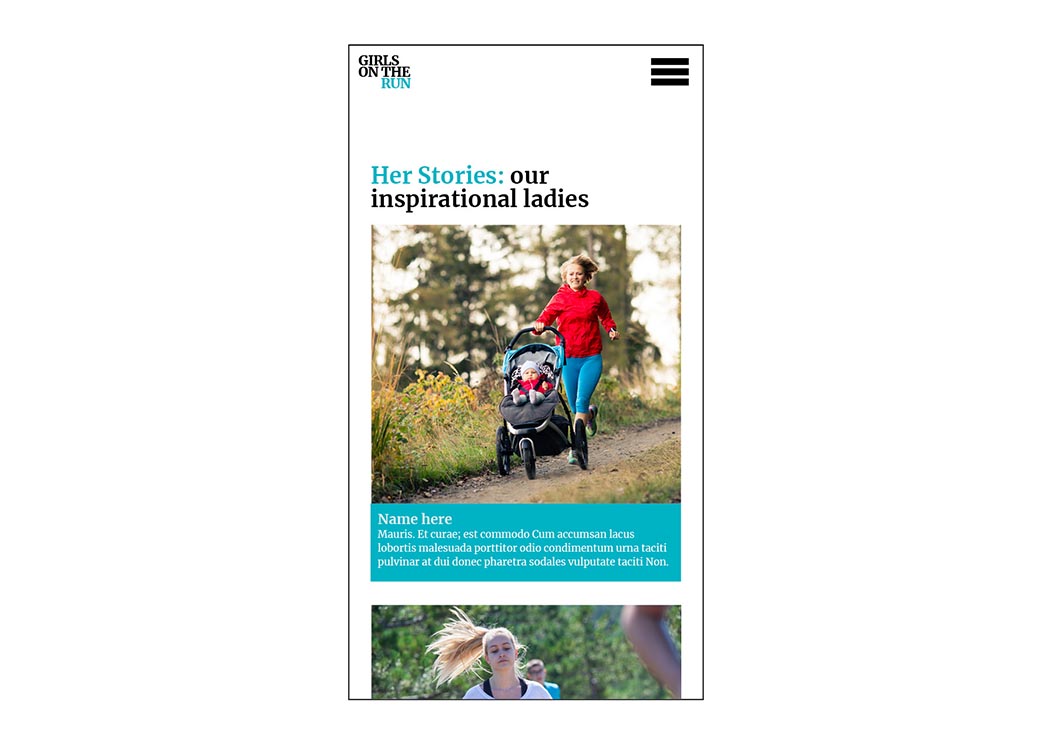 GIRLS
ON THE
RUN
Her Stories: our
inspirational ladies
Name here
Mauris. Et curae; est commodo Cum accumsan lacus
lobortis malesuada porttitor odio condimentum urna taciti
pulvinar at dui donec pharetra sodales vulputate taciti Non.